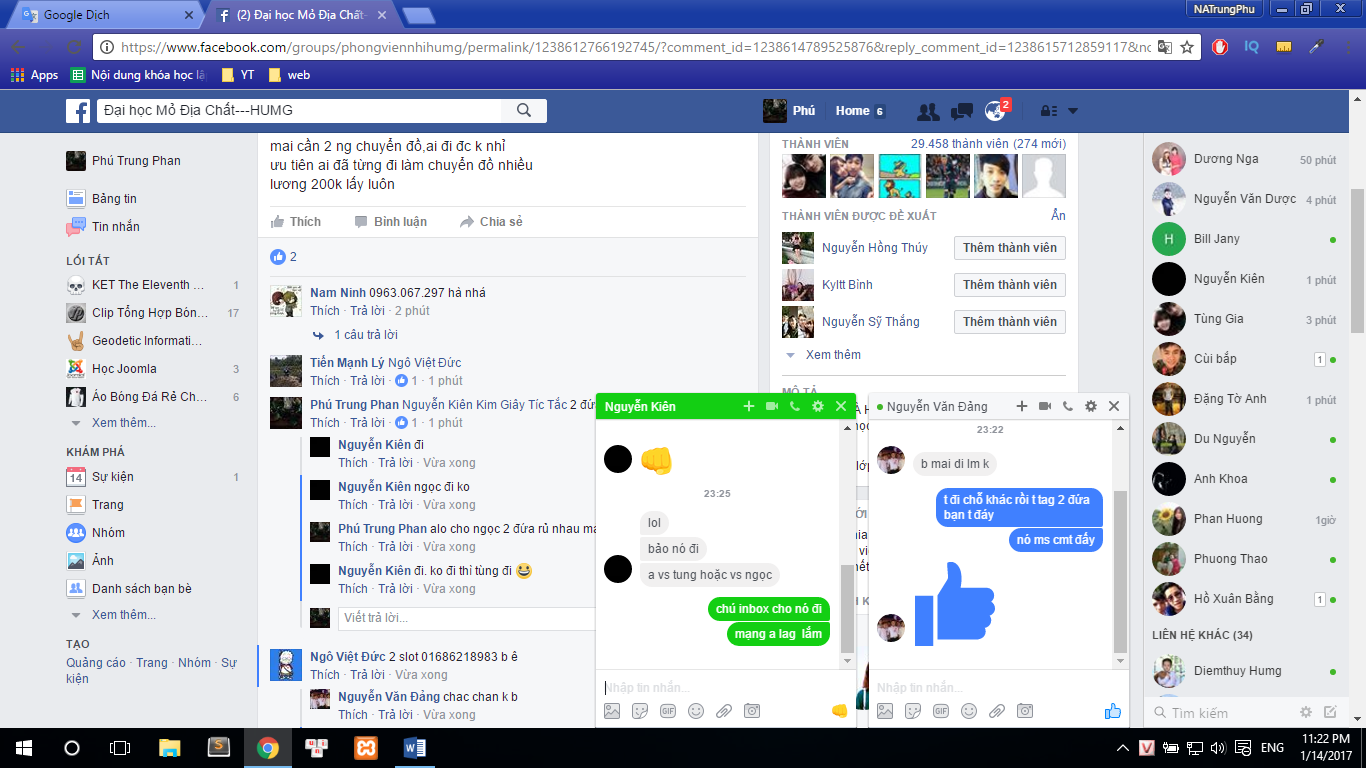 Google Dịch
(2) Đại học Mỏ Địa Chất-
NATrungPhu
https://www.facebook.com/groups/phongviennhihumg/permalink/1238612766192745/?comment_id=1238614789525876&reply_comment_id=1238615712859117&nc
IQ
Apps
Nội dung khóa học lậ
YT
web
Đại học Mỏ Địa Chất---HUMG
Phú
Home 6
2
Phú Trung Phan
Bảng tin
Tin nhắn
LỐI TẮT
KET The Eleventh ... 1
Clip Tổng Hợp Bón... 17
Geodetic Informati...
Học Joomla 3
Áo Bóng Đá Rẻ Ch... 6
Xem thêm...
KHÁM PHÁ
14 Sự kiện 1
Trang
Nhóm
Ảnh
Danh sách bạn bè
Xem thêm...
TẠO
Quảng cáo · Trang · Nhóm · Sự
kiện
mai cần 2 ng chuyển đồ,ai đi đc k nhỉ
ưu tiên ai đã từng đi làm chuyển đồ nhiều
lương 200k lấy luôn
Thích Bình luận Chia sẻ
2
Nam Ninh 0963.067.297 hà nhá
Thích · Trả lời · 2 phút
1 câu trả lời
Tiến Mạnh Lý Ngô Việt Đức
Thích · Trả lời · 1 · 1 phút
Phú Trung Phan Nguyễn Kiên Kim Giây Tíc Tắc 2 đứ
Thích · Trả lời · 1 · 1 phút
Nguyễn Kiên đi
Thích · Trả lời · Vừa xong
Nguyễn Kiên ngọc đi ko
Thích · Trả lời · Vừa xong
Phú Trung Phan alo cho ngọc 2 đứa rủ nhau ma
Thích · Trả lời · Vừa xong
Nguyễn Kiên đi. ko đi thì tùng đi
Thích · Trả lời · Vừa xong
Viết trả lời...
Ngô Việt Đức 2 slot 01686218983 b ê
Thích · Trả lời · Vừa xong
Nguyễn Văn Đảng chac chan k b
Thích · Trả lời · Vừa xong
THÀNH VIÊN 29.458 thành viên (274 mới)
THÀNH VIÊN ĐƯỢC ĐỀ XUẤT Ẩn
Nguyễn Hồng Thúy Thêm thành viên
Kyltt Bình Thêm thành viên
Nguyễn Sỹ Thắng Thêm thành viên
Xem thêm
MÔ TẢ
Nguyễn Kiên
23:25
lol
bảo nó đi
a vs tung hoặc vs ngọc
chú inbox cho nó đi
mạng a lag lắm
Nhập tin nhắn...
Nguyễn Văn Đảng
23:22
b mai di lm k
t đi chỗ khác rồi t tag 2 đứa
bạn t đáy
nó ms cmt đấy
Nhập tin nhắn...
Dương Nga 50 phút
Nguyễn Văn Dược 4 phút
H Bill Jany
Nguyễn Kiên 1 phút
Tùng Gia 3 phút
Cùi bắp 1
Đặng Tờ Anh 1 phút
Du Nguyễn
Anh Khoa
Phan Huong 1giờ
Phuong Thao
Hồ Xuân Bằng 1
LIÊN HỆ KHÁC (34)
Diemthuy Humg
Tìm kiếm
ENG
11:22 PM
1/14/2017